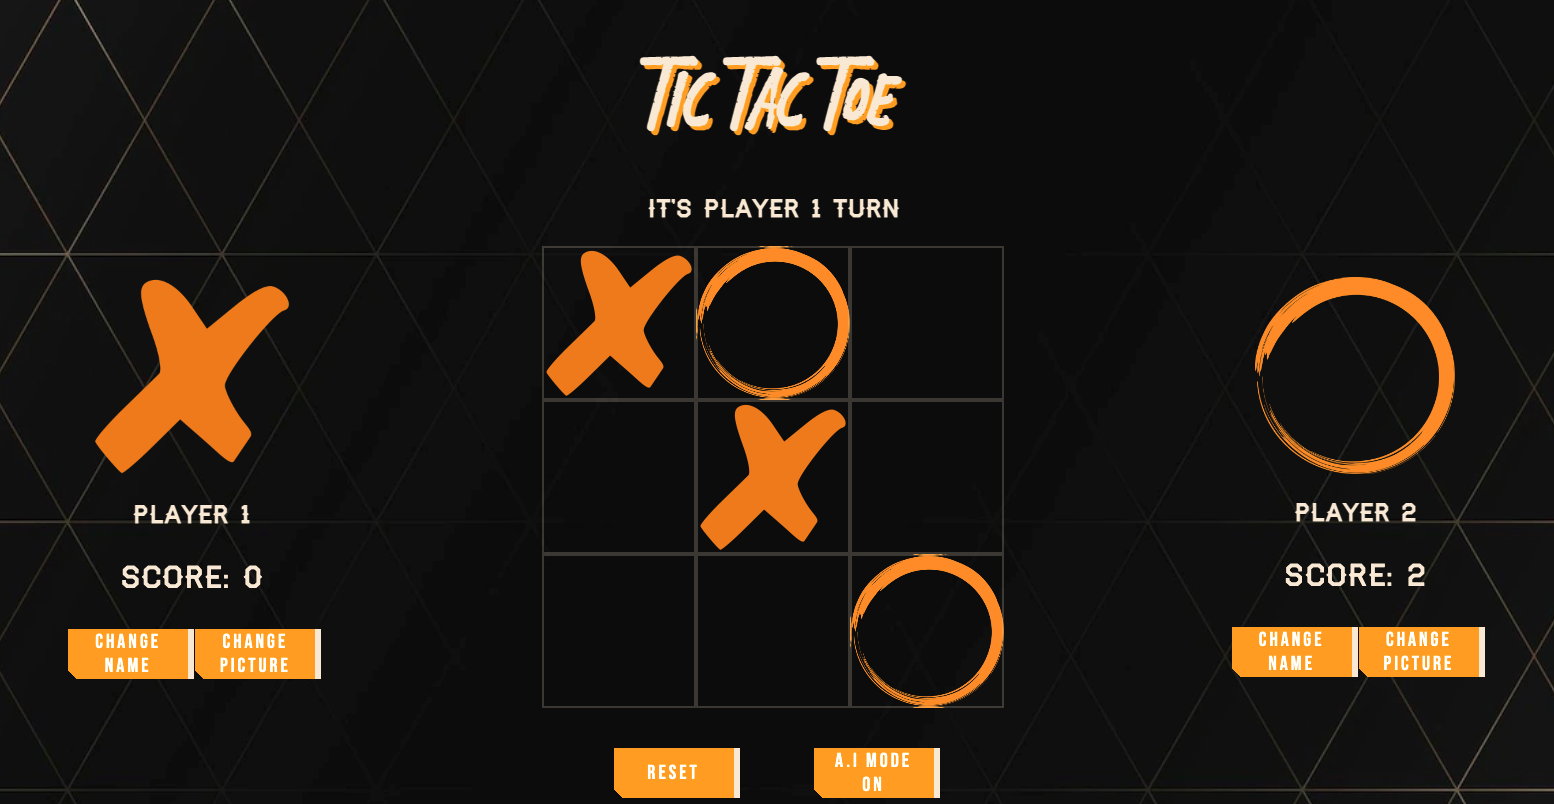 TIC TAC TOE
IT'S PLAYER 1 TURN
PLAYER 1
SCORE: 0
CHANGE
NAME
CHANGE
PICTURE
PLAYER 2
SCORE: 2
CHANGE
NAME
CHANGE
PICTURE
RESET
A.I MODE
ON